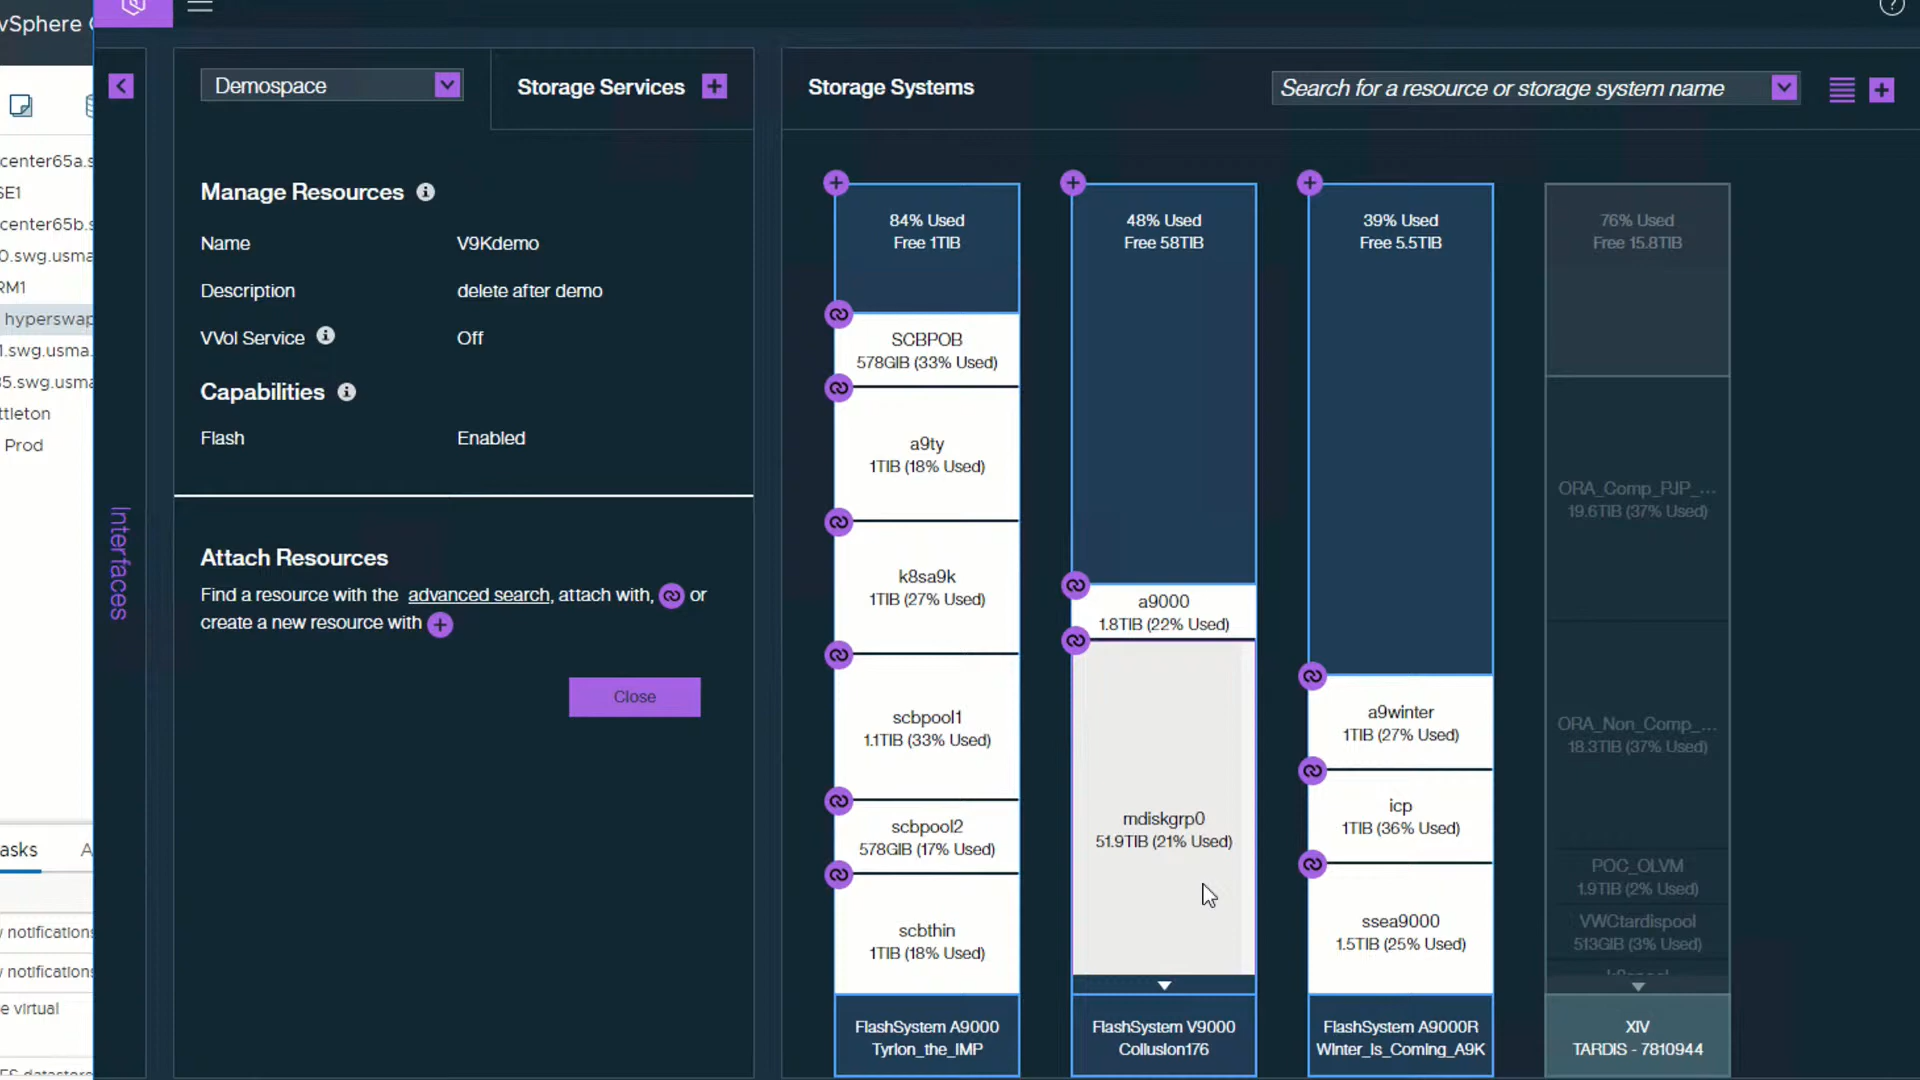 vSphere
center65a.s
SE1
center65b.s
0.swg.usma
RM1
hyperswap
1.swg.usma.
35.swg.usma
ttleton
Prod
asks
A
w notifications
w notifications
e virtual
FS datastore
Interfaces
Demospace
Storage Services
Manage Resources
Name V9Kdemo
Description delete after demo
VVol Service Off
Capabilities
Flash Enabled
Attach Resources
Find a resource with the advanced search, attach with, or
create a new resource with
Close
Storage Systems
Search for a resource or storage system name
84% Used
Free 1TIB
SCBPOB
578GIB (33% Used)
a9ty
1TIB (18% Used)
k8sa9k
1TIB (27% Used)
scbpool1
1.1TIB (33% Used)
scbpool2
578GIB (17% Used)
scbthin
1TIB (18% Used)
FlashSystem A9000
Tyrion_the_IMP
48% Used
Free 58TIB
a9000
1.8TIB (22% Used)
mdiskgrp0
51.9TIB (21% Used)
FlashSystem V9000
Collusion176
39% Used
Free 5.5TIB
a9winter
1TIB (27% Used)
icp
1TIB (36% Used)
ssea9000
1.5TIB (25% Used)
FlashSystem A9000R
Winter_Is_Coming_A9K
76% Used
Free 15.8TIB
ORA_Comp_PJP_...
19.6TIB (37% Used)
ORA_Non_Comp_...
18.3TIB (37% Used)
POC_OLVM
1.9TIB (2% Used)
VWCtardispool
513GIB (3% Used)
XIV
TARDIS - 7810944